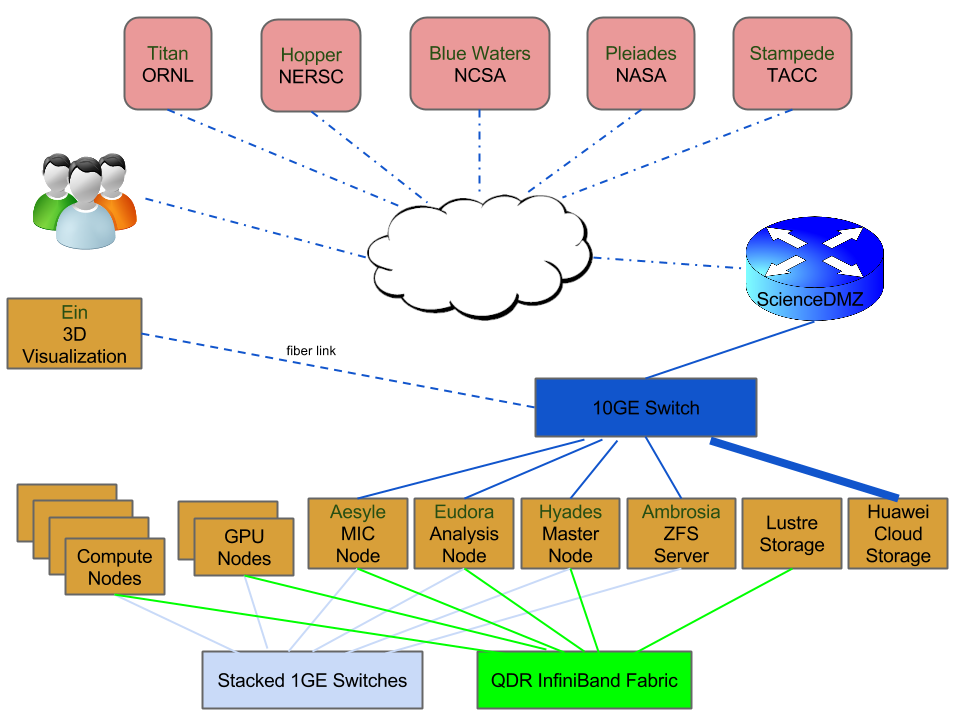 Titan
ORNL
Hopper
NERSC
Blue Waters
NCSA
Pleiades
NASA
Stampede
TACC
ScienceDMZ
Ein
3D
Visualization
fiber link
10GE Switch
Compute
Nodes
GPU
Nodes
Aesyle
MIC
Node
Eudora
Analysis
Node
Hyades
Master
Node
Ambrosia
ZFS
Server
Lustre
Storage
Huawei
Cloud
Storage
Stacked 1GE Switches
QDR InfiniBand Fabric